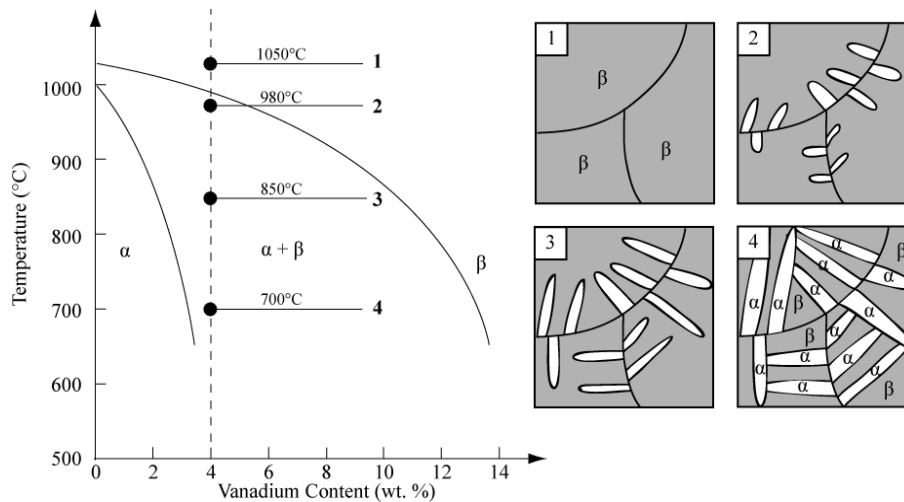 1050°C 1
980°C 2
850°C 3
700°C 4
α
α + β
β
Temperature (°C)
1000
900
800
700
600
500
0 2 4 6 8 10 12 14
Vanadium Content (wt. %)
1
β
β
β
2
3
4
α
β
α
α
α
α
β
α
β
α
α
α
α
α
β